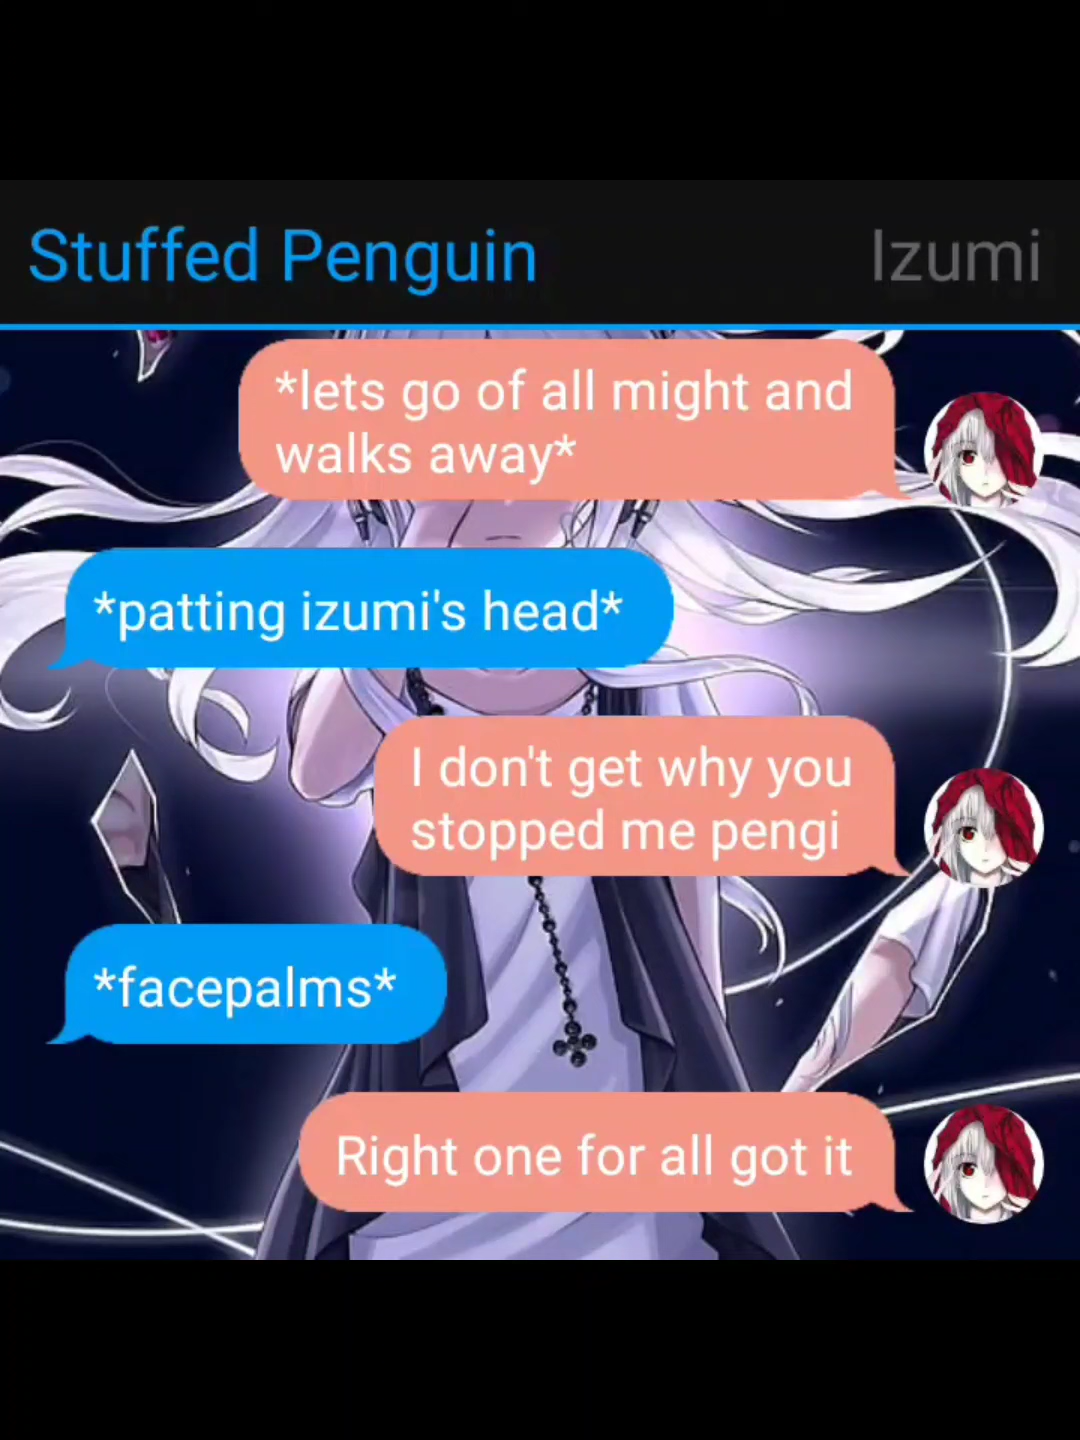 Stuffed Penguin
Izumi
*lets go of all might and
walks away*
*patting izumi's head*
I don't get why you
stopped me pengi
*facepalms*
Right one for all got it